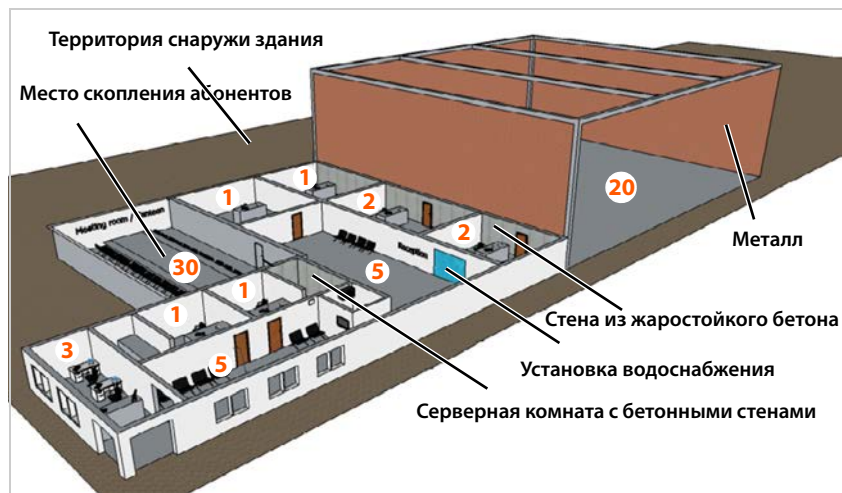 Территория снаружи здания
Место скопления абонентов
1
1
2
Meeting room / Canteen
20
2
Reception
Металл
30
5
1
1
Стена из жаростойкого бетона
3
5
Установка водоснабжения
Серверная комната с бетонными стенами